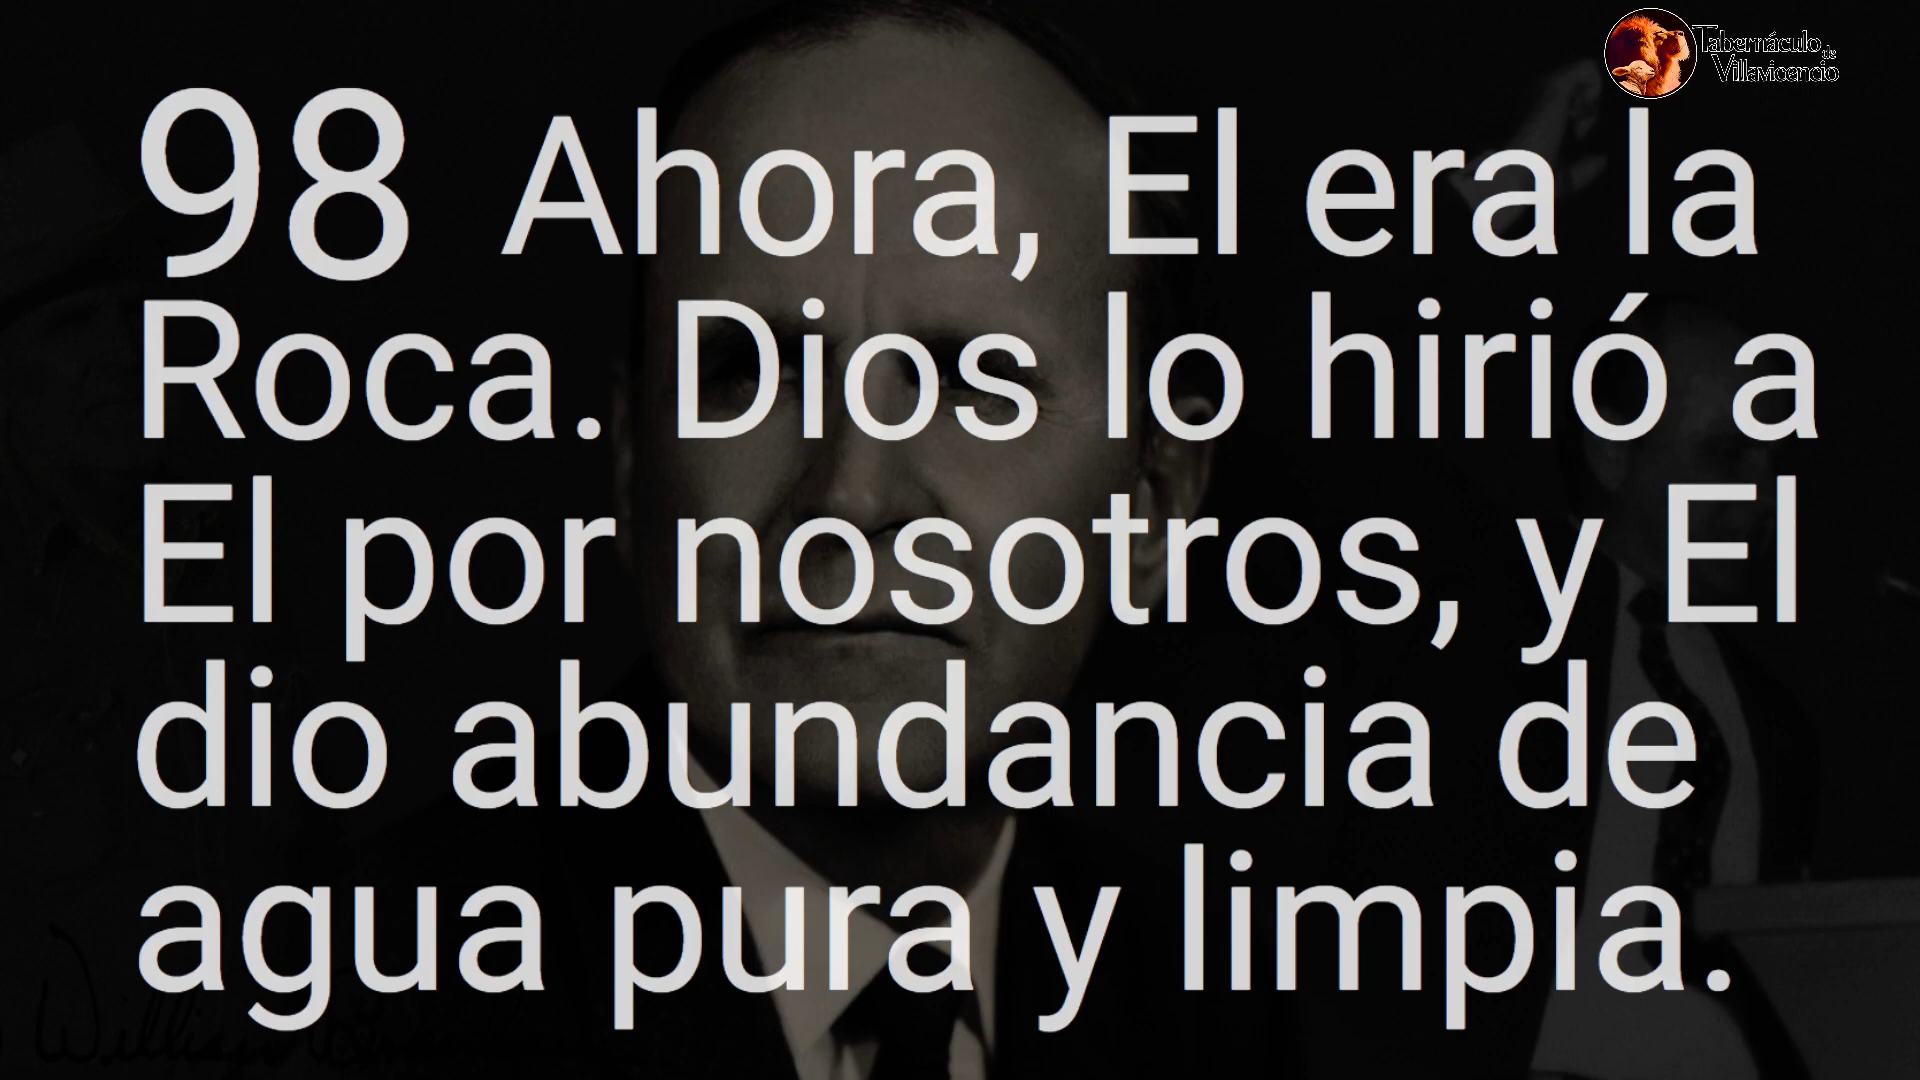 Tabernáculo de
Villavicencio
98 Ahora, El era la
Roca. Dios lo hirió a
El por nosotros, y El
dio abundancia de
agua pura y limpia.
William